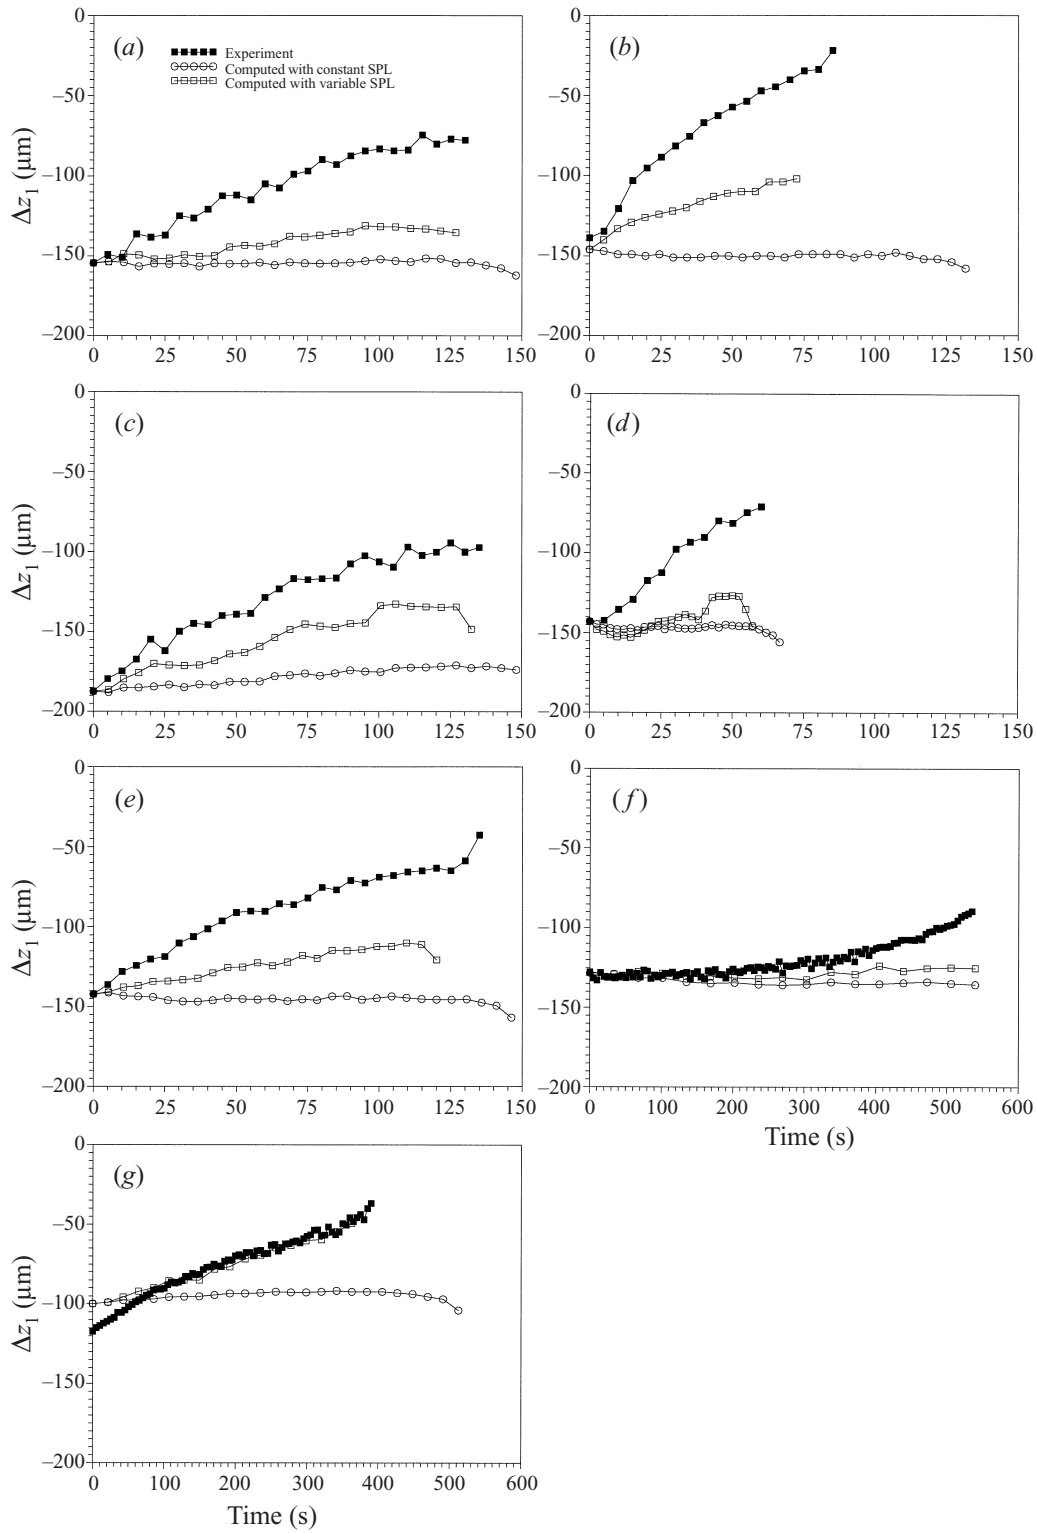 0
(a)
Experiment
Computed with constant SPL
Computed with variable SPL
–50
–100
–150
–200
Δz1 (μm)
0 25 50 75 100 125 150
0
(b)
–50
–100
–150
–200
0 25 50 75 100 125 150
0
(c)
–50
–100
–150
–200
Δz1 (μm)
0 25 50 75 100 125 150
0
(d)
–50
–100
–150
–200
0 25 50 75 100 125 150
0
(e)
–50
–100
–150
–200
Δz1 (μm)
0 25 50 75 100 125 150
0
(f)
–50
–100
–150
–200
0 100 200 300 400 500 600
Time (s)
0
(g)
–50
–100
–150
–200
Δz1 (μm)
0 100 200 300 400 500 600
Time (s)